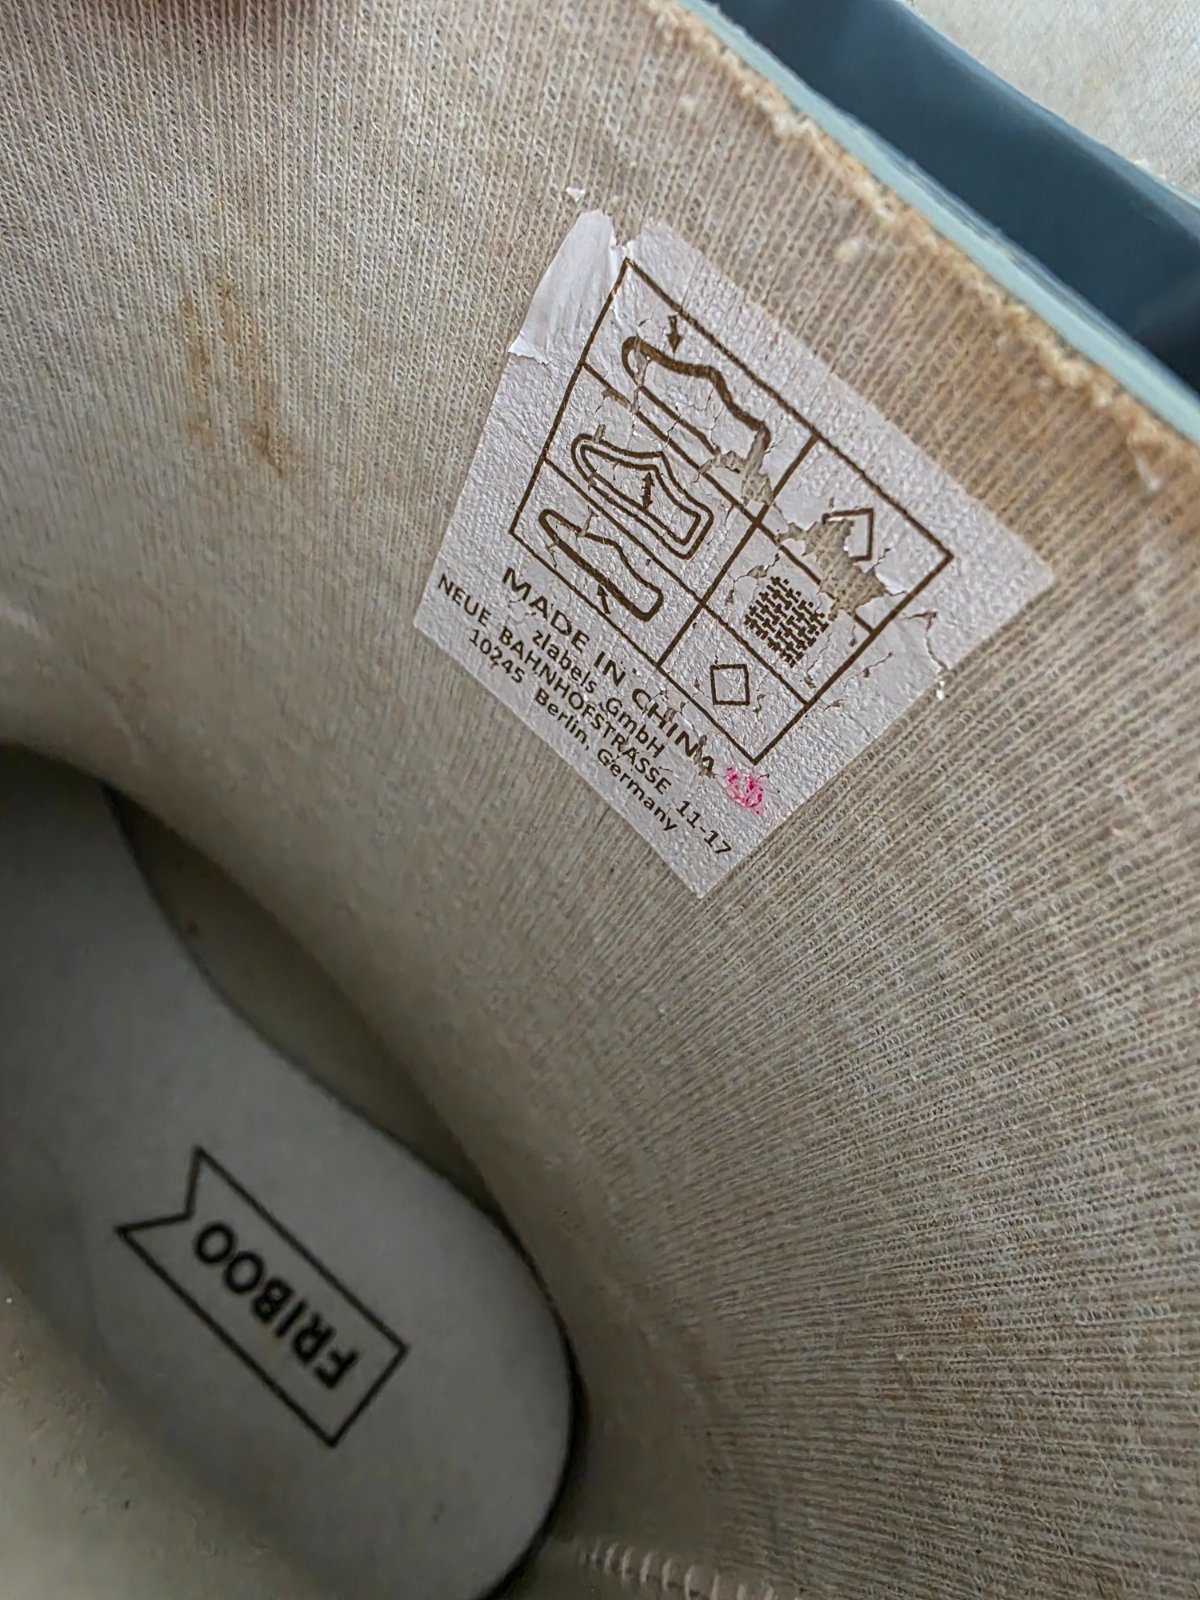 MADE IN CHINA
zlabels GmbH
NEUE BAHNHOFSTRASSE 11-17
10245 Berlin, Germany
FRIBOO